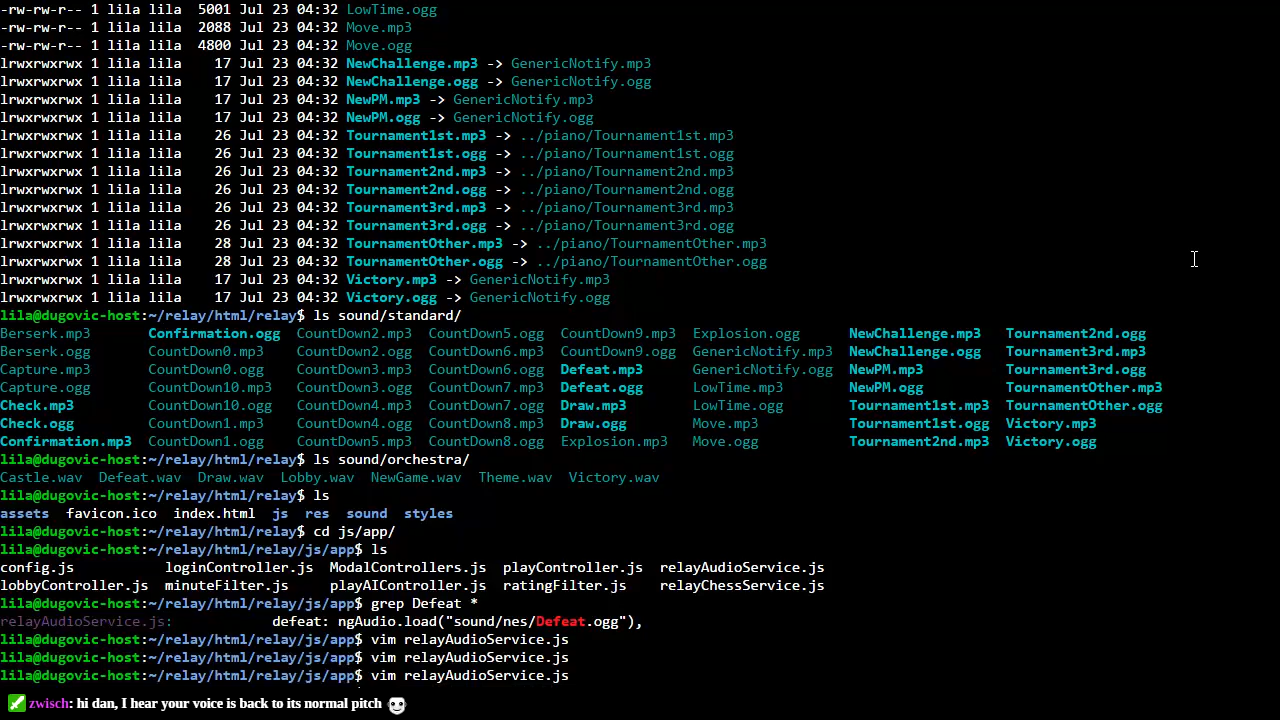 -rw-rw-r-- 1 lila lila  5001 Jul 23 04:32 LowTime.ogg
-rw-rw-r-- 1 lila lila  2088 Jul 23 04:32 Move.mp3
-rw-rw-r-- 1 lila lila  4800 Jul 23 04:32 Move.ogg
lrwxrwxrwx 1 lila lila    17 Jul 23 04:32 NewChallenge.mp3 -> GenericNotify.mp3
lrwxrwxrwx 1 lila lila    17 Jul 23 04:32 NewChallenge.ogg -> GenericNotify.ogg
lrwxrwxrwx 1 lila lila    17 Jul 23 04:32 NewPM.mp3 -> GenericNotify.mp3
lrwxrwxrwx 1 lila lila    17 Jul 23 04:32 NewPM.ogg -> GenericNotify.ogg
lrwxrwxrwx 1 lila lila    26 Jul 23 04:32 Tournament1st.mp3 -> ../piano/Tournament1st.mp3
lrwxrwxrwx 1 lila lila    26 Jul 23 04:32 Tournament1st.ogg -> ../piano/Tournament1st.ogg
lrwxrwxrwx 1 lila lila    26 Jul 23 04:32 Tournament2nd.mp3 -> ../piano/Tournament2nd.mp3
lrwxrwxrwx 1 lila lila    26 Jul 23 04:32 Tournament2nd.ogg -> ../piano/Tournament2nd.ogg
lrwxrwxrwx 1 lila lila    26 Jul 23 04:32 Tournament3rd.mp3 -> ../piano/Tournament3rd.mp3
lrwxrwxrwx 1 lila lila    26 Jul 23 04:32 Tournament3rd.ogg -> ../piano/Tournament3rd.ogg
lrwxrwxrwx 1 lila lila    28 Jul 23 04:32 TournamentOther.mp3 -> ../piano/TournamentOther.mp3
lrwxrwxrwx 1 lila lila    28 Jul 23 04:32 TournamentOther.ogg -> ../piano/TournamentOther.ogg
lrwxrwxrwx 1 lila lila    17 Jul 23 04:32 Victory.mp3 -> GenericNotify.mp3
lrwxrwxrwx 1 lila lila    17 Jul 23 04:32 Victory.ogg -> GenericNotify.ogg
lila@dugovic-host:~/relay/html/relay$ ls sound/standard/
Berserk.mp3       Confirmation.ogg  CountDown2.mp3  CountDown5.ogg  CountDown9.mp3  Explosion.ogg      NewChallenge.mp3   Tournament2nd.ogg
Berserk.ogg       CountDown0.mp3    CountDown2.ogg  CountDown6.mp3  CountDown9.ogg  GenericNotify.mp3  NewChallenge.ogg   Tournament3rd.mp3
Capture.mp3       CountDown0.ogg    CountDown3.mp3  CountDown6.ogg  Defeat.mp3      GenericNotify.ogg  NewPM.mp3          Tournament3rd.ogg
Capture.ogg       CountDown10.mp3   CountDown3.ogg  CountDown7.mp3  Defeat.ogg      LowTime.mp3        NewPM.ogg          TournamentOther.mp3
Check.mp3         CountDown10.ogg   CountDown4.mp3  CountDown7.ogg  Draw.mp3        LowTime.ogg        Tournament1st.mp3  TournamentOther.ogg
Check.ogg         CountDown1.mp3    CountDown4.ogg  CountDown8.mp3  Draw.ogg        Move.mp3           Tournament1st.ogg  Victory.mp3
Confirmation.mp3  CountDown1.ogg    CountDown5.mp3  CountDown8.ogg  Explosion.mp3   Move.ogg           Tournament2nd.mp3  Victory.ogg
lila@dugovic-host:~/relay/html/relay$ ls sound/orchestra/
Castle.wav  Defeat.wav  Draw.wav  Lobby.wav  NewGame.wav  Theme.wav  Victory.wav
lila@dugovic-host:~/relay/html/relay$ ls
assets  favicon.ico  index.html  js  res  sound  styles
lila@dugovic-host:~/relay/html/relay$ cd js/app/
lila@dugovic-host:~/relay/html/relay/js/app$ ls
config.js           loginController.js  ModalControllers.js  playController.js  relayAudioService.js
lobbyController.js  minuteFilter.js     playAIController.js  ratingFilter.js    relayChessService.js
lila@dugovic-host:~/relay/html/relay/js/app$ grep Defeat *
relayAudioService.js:            defeat: ngAudio.load("sound/nes/Defeat.ogg"),
lila@dugovic-host:~/relay/html/relay/js/app$ vim relayAudioService.js
lila@dugovic-host:~/relay/html/relay/js/app$ vim relayAudioService.js
lila@dugovic-host:~/relay/html/relay/js/app$ vim relayAudioService.js
zwisch: hi dan, I hear your voice is back to its normal pitch